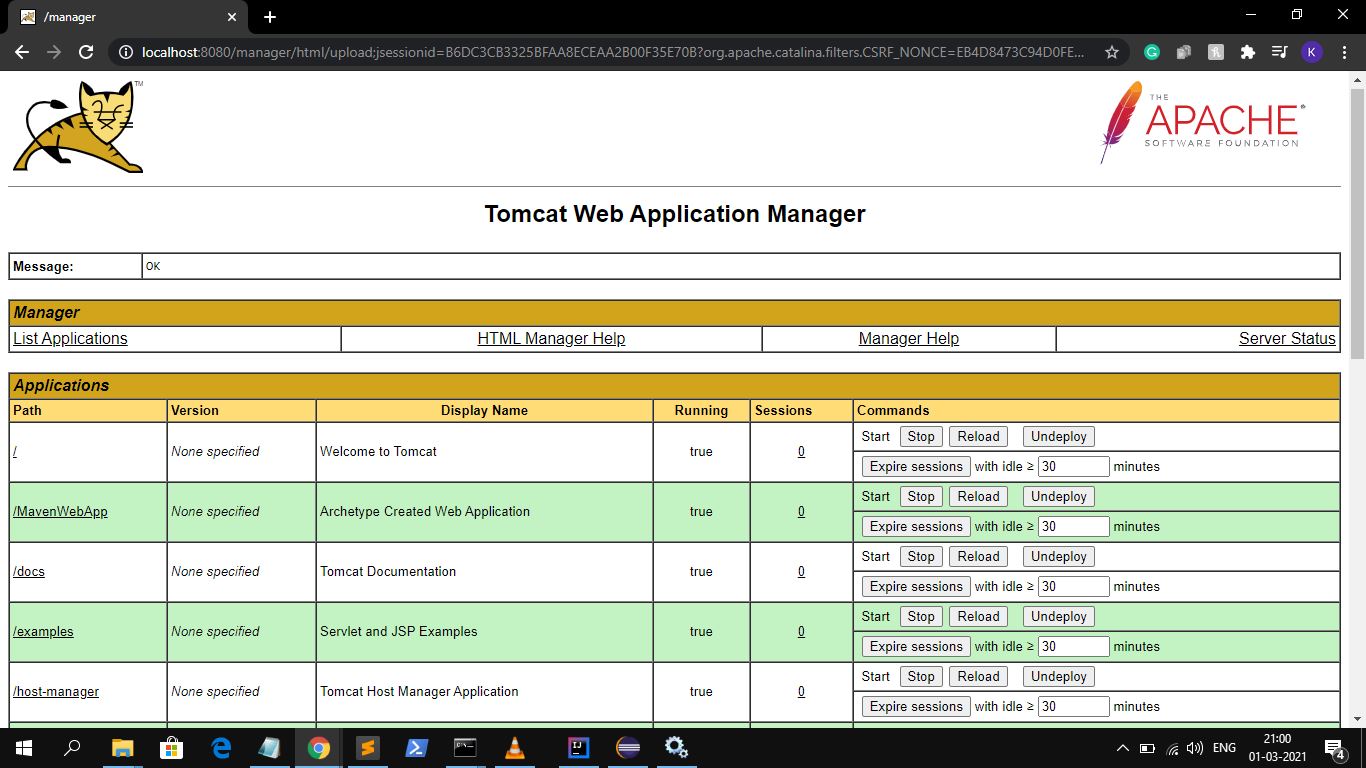 /manager
localhost:8080/manager/html/upload;jsessionid=B6DC3CB3325BFAA8ECEAA2B00F35E70B?org.apache.catalina.filters.CSRF_NONCE=EB4D8473C94D0FE...
K
TM
THE
APACHE®
SOFTWARE FOUNDATION
Tomcat Web Application Manager
Message: OK
Manager
List Applications HTML Manager Help Manager Help Server Status
Applications
Path Version Display Name Running Sessions Commands
/ None specified Welcome to Tomcat true 0 Start Stop Reload Undeploy
Expire sessions with idle ≥ 30 minutes
/MavenWebApp None specified Archetype Created Web Application true 0 Start Stop Reload Undeploy
Expire sessions with idle ≥ 30 minutes
/docs None specified Tomcat Documentation true 0 Start Stop Reload Undeploy
Expire sessions with idle ≥ 30 minutes
/examples None specified Servlet and JSP Examples true 0 Start Stop Reload Undeploy
Expire sessions with idle ≥ 30 minutes
/host-manager None specified Tomcat Host Manager Application true 0 Start Stop Reload Undeploy
Expire sessions with idle ≥ 30 minutes
ENG
21:00
01-03-2021
4